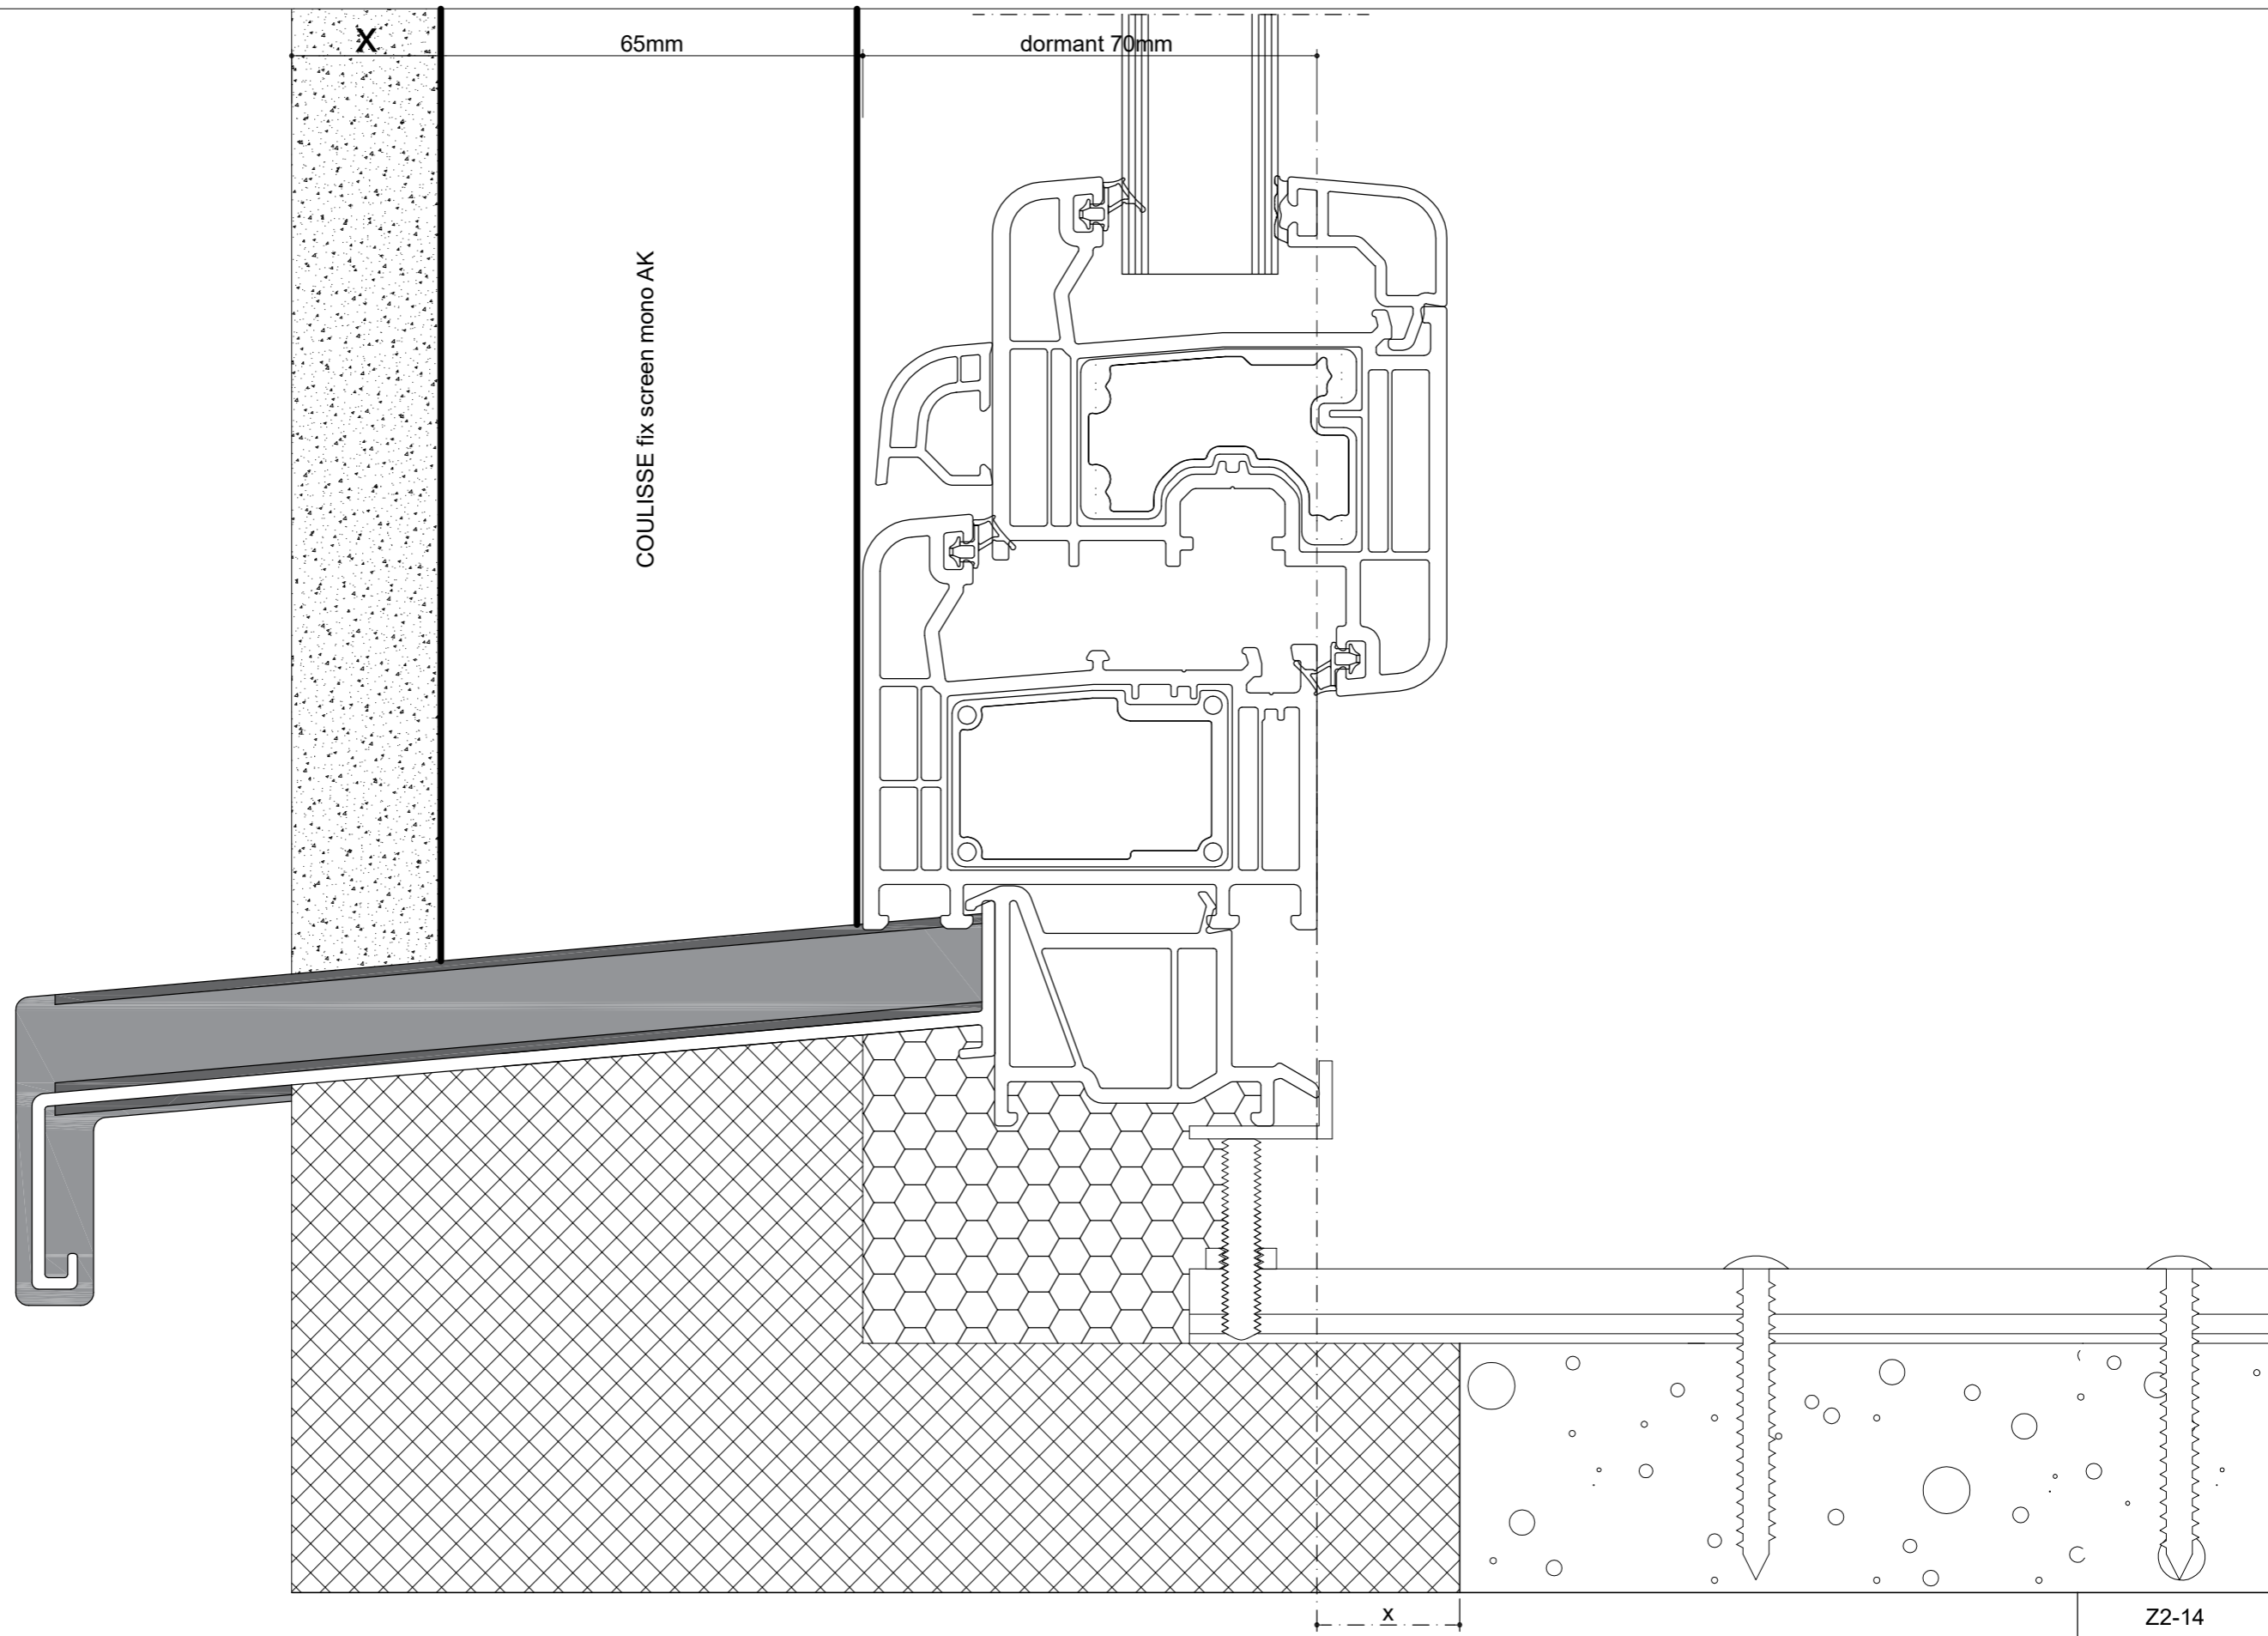 X
65mm
dormant 70mm
COULISSE fix screen mono AK
x
Z2-14